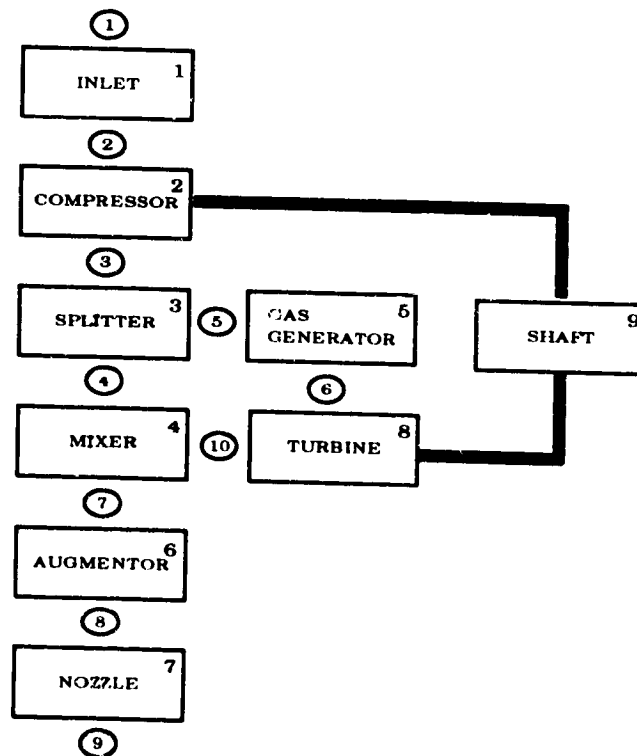 1
INLET 1
2
COMPRESSOR 2
3
SPLITTER 3
5
GAS GENERATOR 5
SHAFT 9
4
6
MIXER 4
10
TURBINE 8
7
AUGMENTOR 6
8
NOZZLE 7
9